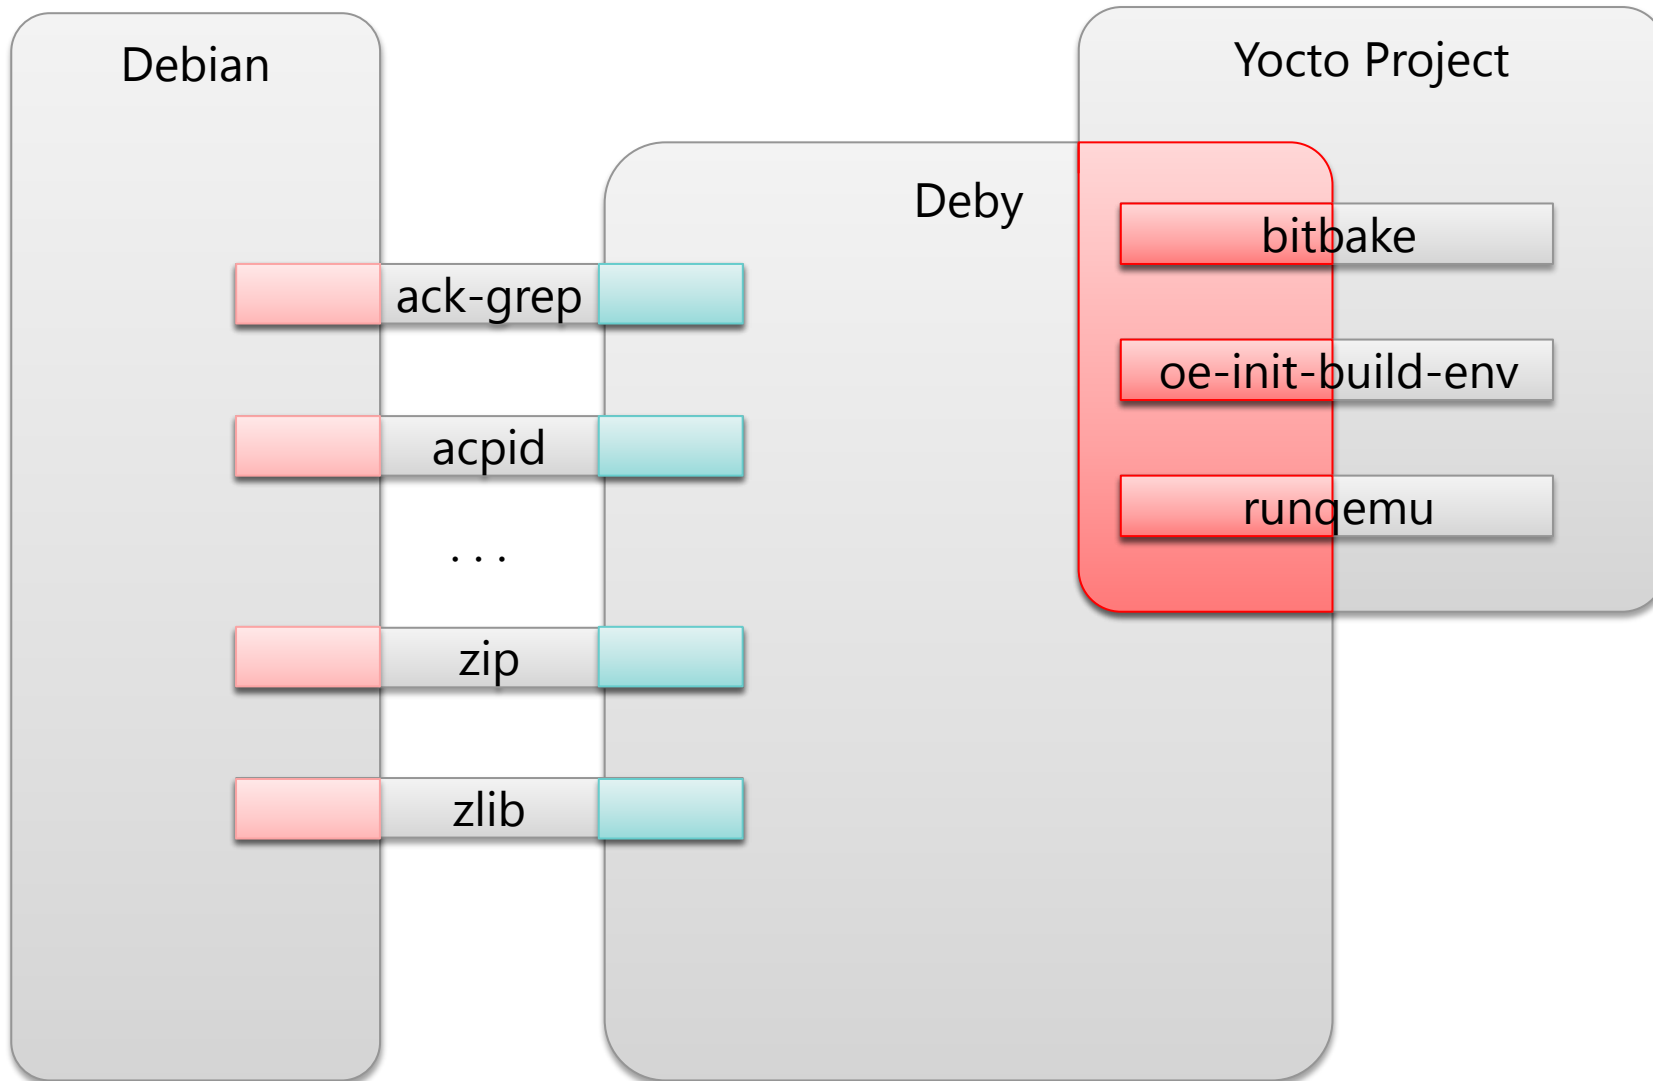 Debian
Yocto Project
Deby
bitbake
ack-grep
oe-init-build-env
acpid
runqemu
. . .
zip
zlib